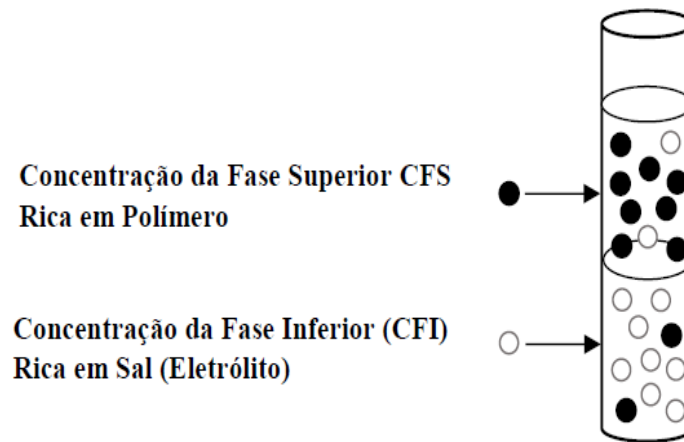 Concentração da Fase Superior CFS
Rica em Polímero
Concentração da Fase Inferior (CFI)
Rica em Sal (Eletrólito)